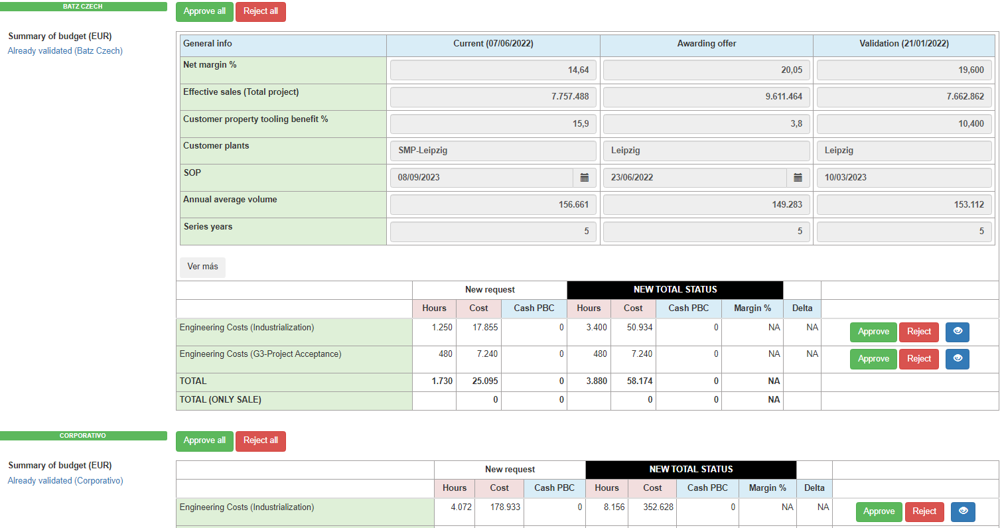 BATZ CZECH
Approve all Reject all
Summary of budget (EUR)
Already validated (Batz Czech)
General info Current (07/06/2022) Awarding offer Validation (21/01/2022)
Net margin % 14,64 20,05 19,600
Effective sales (Total project) 7.757.488 9.611.464 7.662.862
Customer property tooling benefit % 15,9 3,8 10,400
Customer plants SMP-Leipzig Leipzig Leipzig
SOP 08/09/2023 23/06/2022 10/03/2023
Annual average volume 156.661 149.283 153.112
Series years 5 5 5
Ver más
New request NEW TOTAL STATUS
Hours Cost Cash PBC Hours Cost Cash PBC Margin % Delta
Engineering Costs (Industrialization) 1.250 17.855 0 3.400 50.934 0 NA NA Approve Reject
Engineering Costs (G3-Project Acceptance) 480 7.240 0 480 7.240 0 NA NA Approve Reject
TOTAL 1.730 25.095 0 3.880 58.174 0 NA
TOTAL (ONLY SALE) 0 0 0 0 NA
CORPORATIVO
Approve all Reject all
Summary of budget (EUR)
Already validated (Corporativo)
New request NEW TOTAL STATUS
Hours Cost Cash PBC Hours Cost Cash PBC Margin % Delta
Engineering Costs (Industrialization) 4.072 178.933 0 8.156 352.628 0 NA NA Approve Reject